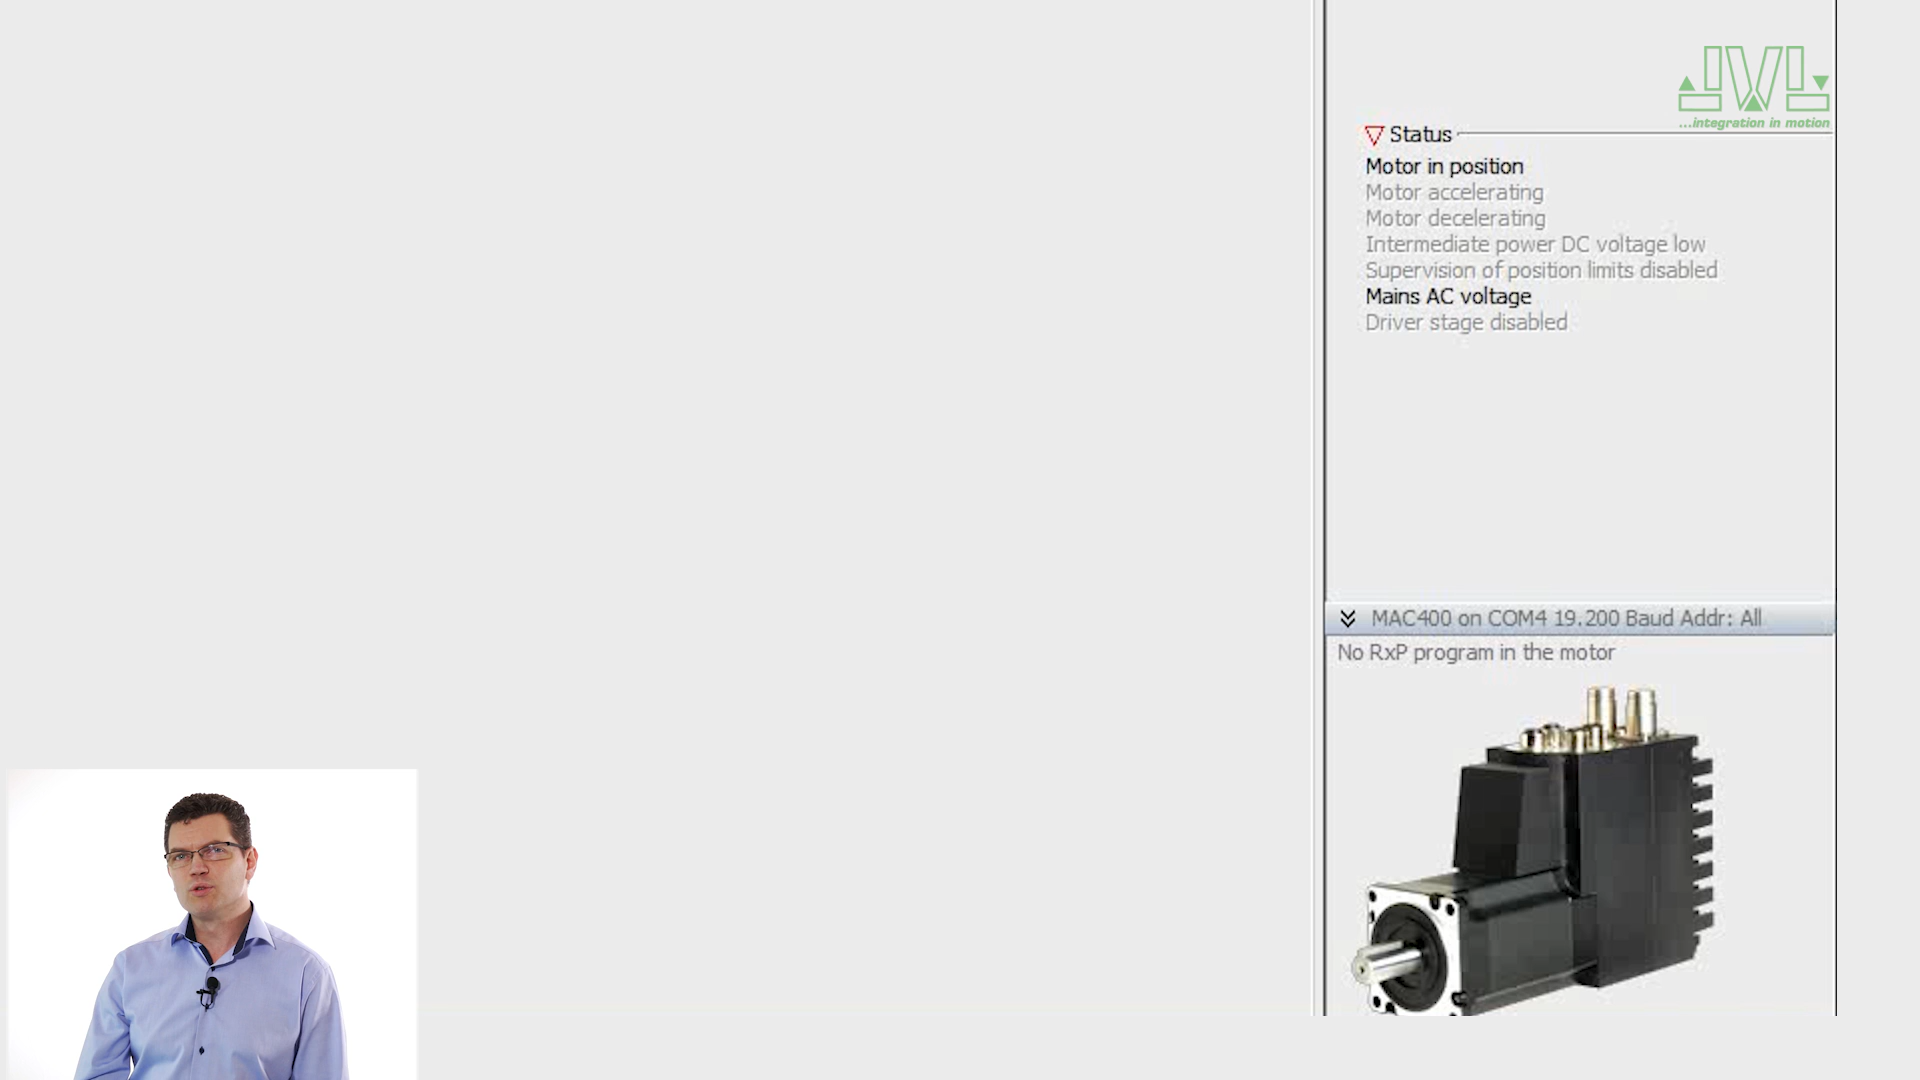 JVL
...integration in motion
Status
Motor in position
Motor accelerating
Motor decelerating
Intermediate power DC voltage low
Supervision of position limits disabled
Mains AC voltage
Driver stage disabled
MAC400 on COM4 19.200 Baud Addr: All
No RxP program in the motor